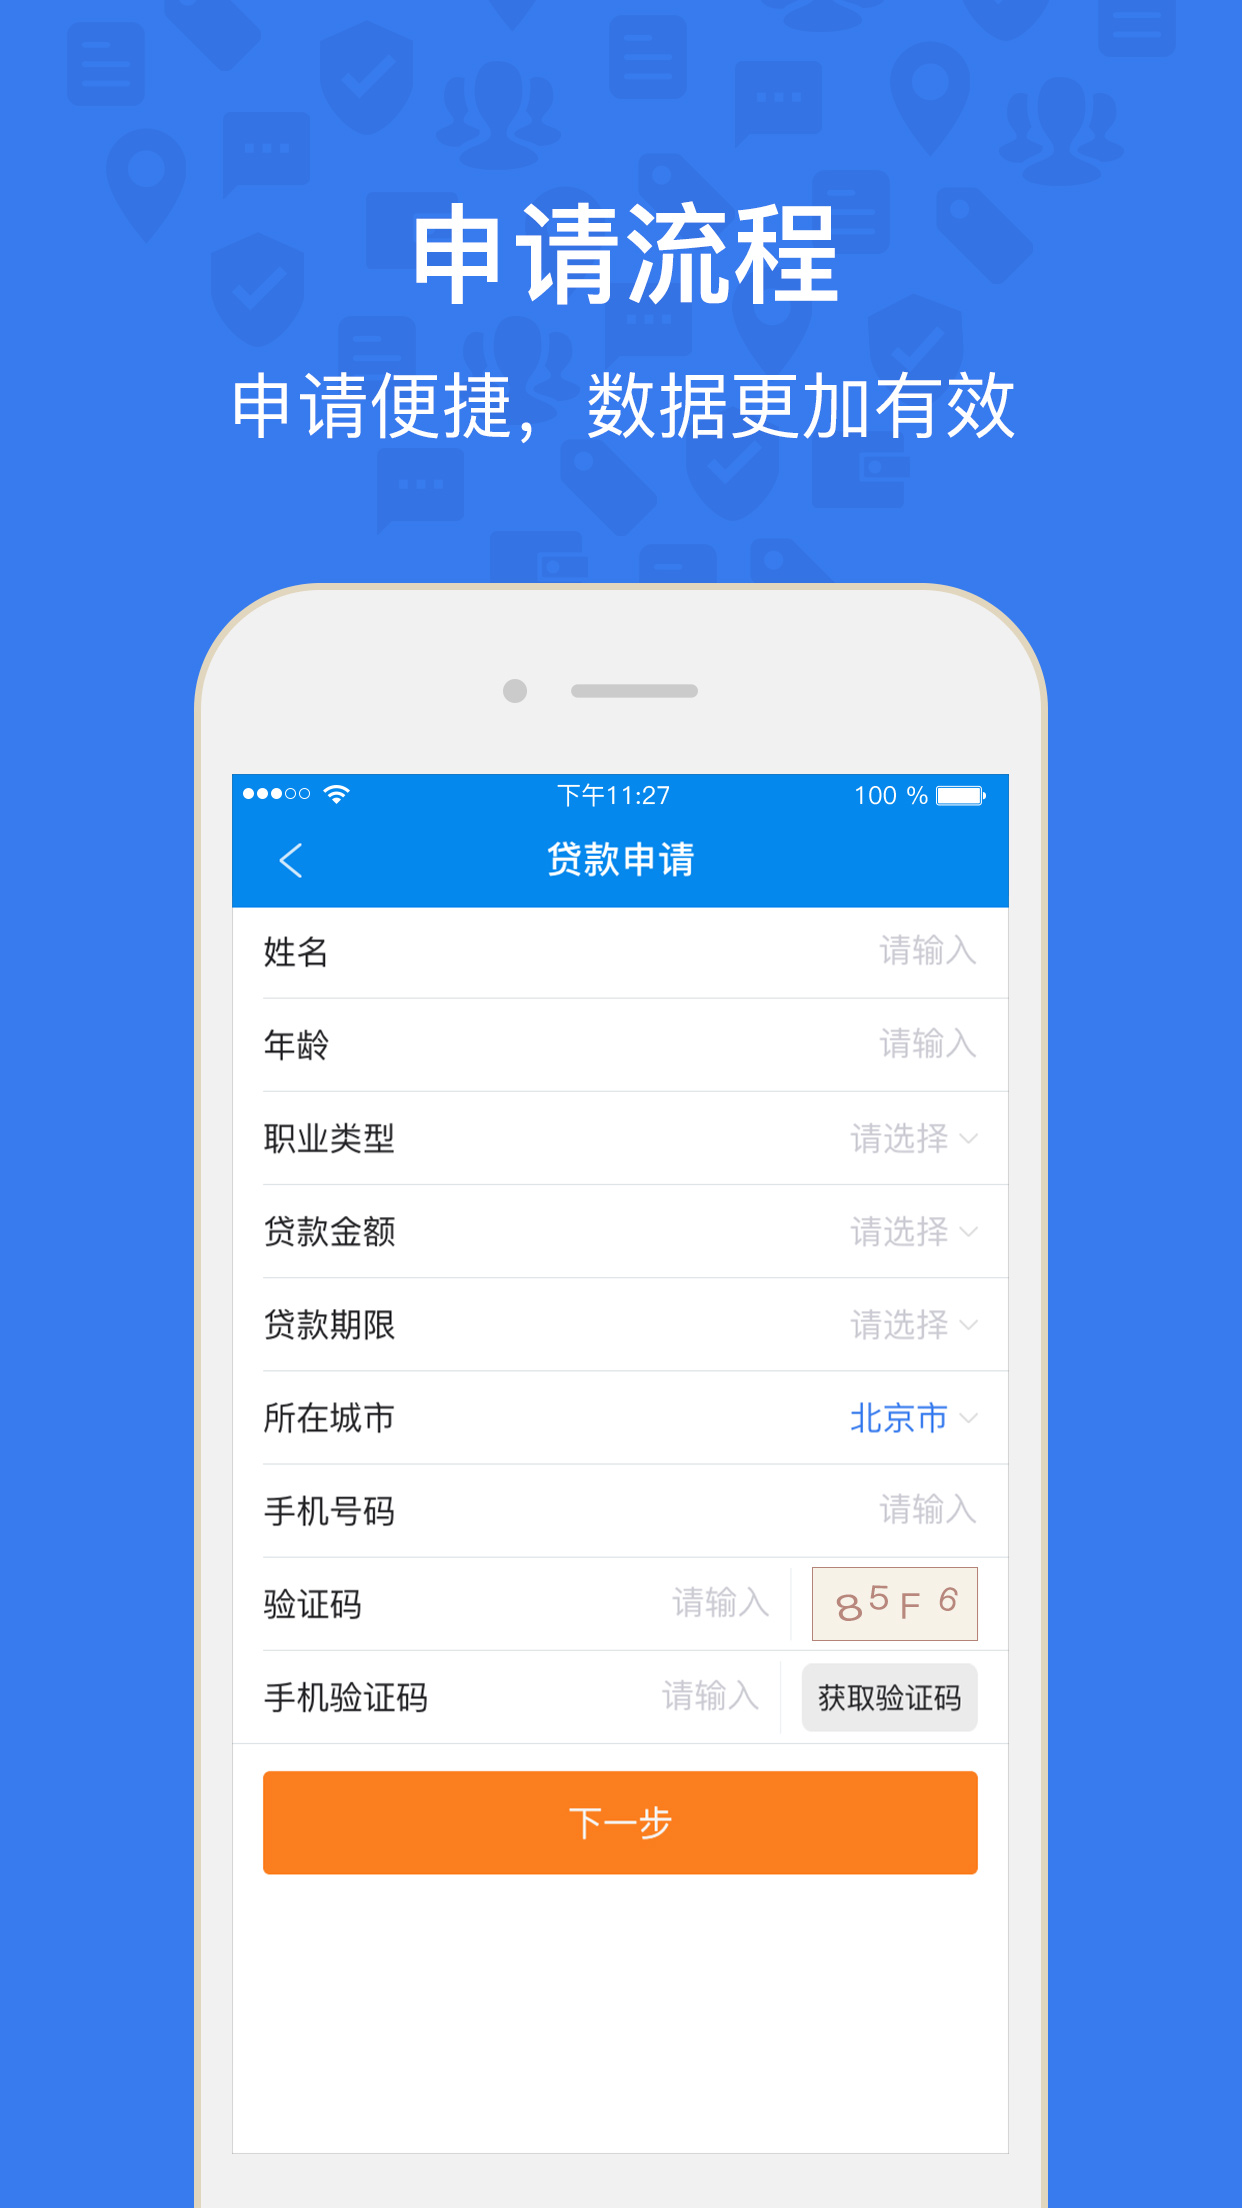 申请流程
申请便捷，数据更加有效
下午11:27 100 %
贷款申请
姓名 请输入
年龄 请输入
职业类型 请选择
贷款金额 请选择
贷款期限 请选择
所在城市 北京市
手机号码 请输入
验证码 请输入 85F6
手机验证码 请输入 获取验证码
下一步